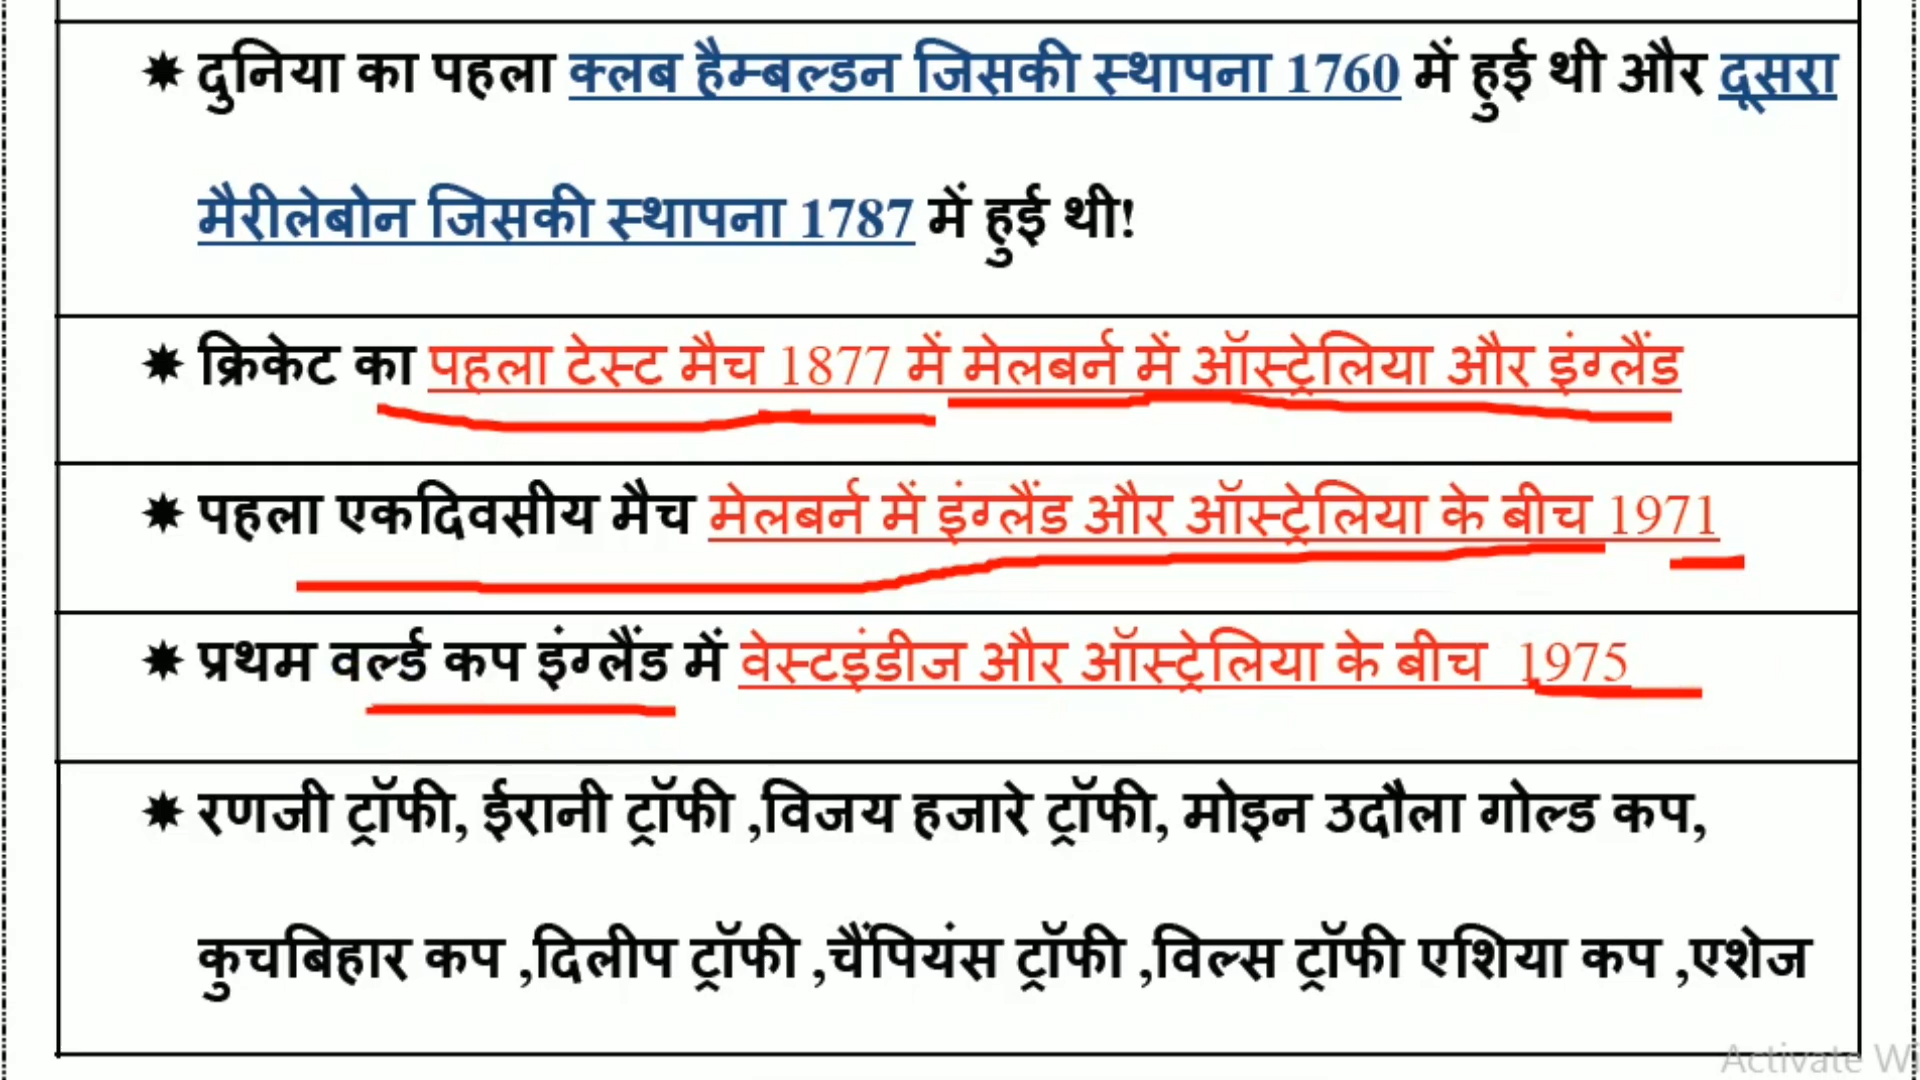 ✷ दुनिया का पहला क्लब हैम्बल्डन जिसकी स्थापना 1760 में हुई थी और दूसरा
मैरीलेबोन जिसकी स्थापना 1787 में हुई थी!
✷ क्रिकेट का पहला टेस्ट मैच 1877 में मेलबर्न में ऑस्ट्रेलिया और इंग्लैंड
✷ पहला एकदिवसीय मैच मेलबर्न में इंग्लैंड और ऑस्ट्रेलिया के बीच 1971
✷ प्रथम वर्ल्ड कप इंग्लैंड में वेस्टइंडीज और ऑस्ट्रेलिया के बीच 1975
✷ रणजी ट्रॉफी, ईरानी ट्रॉफी ,विजय हजारे ट्रॉफी, मोइन उदौला गोल्ड कप,
कुचबिहार कप ,दिलीप ट्रॉफी ,चैंपियंस ट्रॉफी ,विल्स ट्रॉफी एशिया कप ,एशेज
Activate